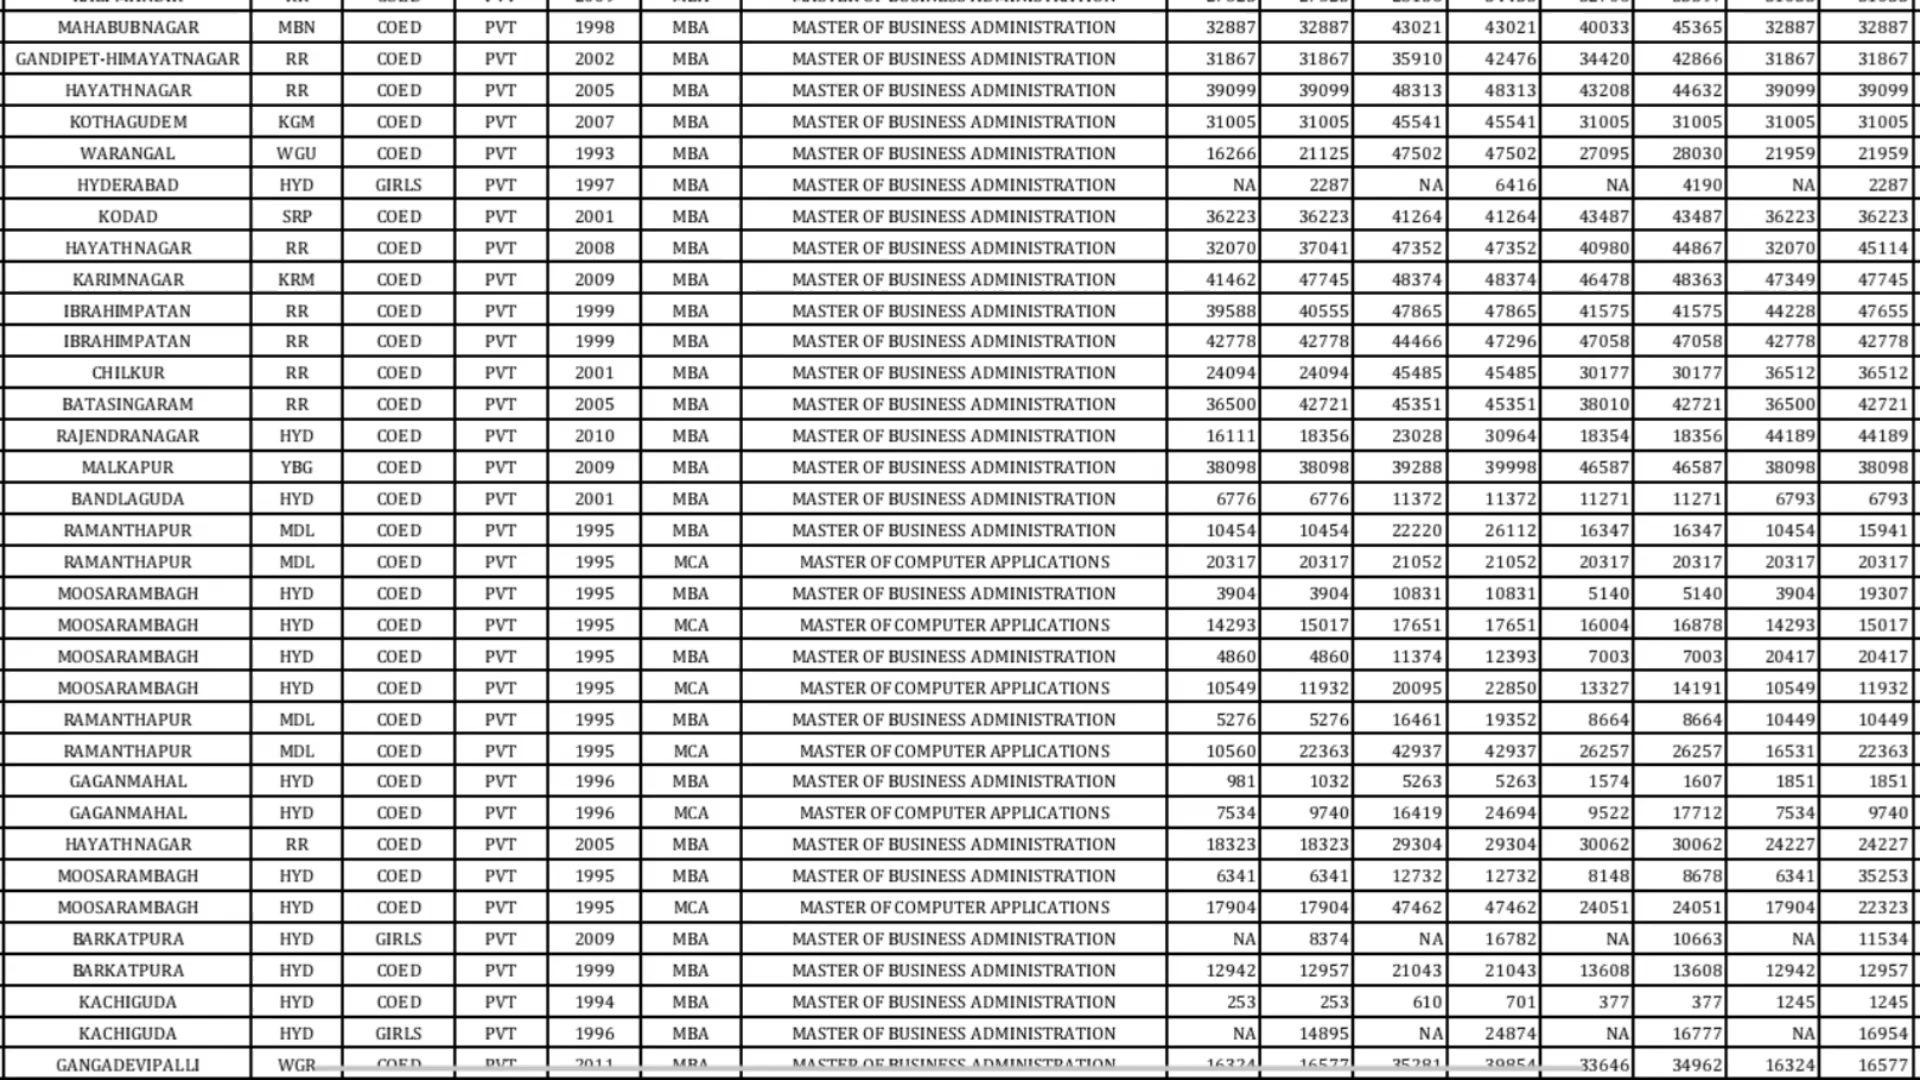 MAHABUBNAGAR MBN COED PVT 1998 MBA MASTER OF BUSINESS ADMINISTRATION 32887 32887 43021 43021 40033 45365 32887 32887
GANDIPET-HIMAYATNAGAR RR COED PVT 2002 MBA MASTER OF BUSINESS ADMINISTRATION 31867 31867 35910 42476 34420 42866 31867 31867
HAYATHNAGAR RR COED PVT 2005 MBA MASTER OF BUSINESS ADMINISTRATION 39099 39099 48313 48313 43208 44632 39099 39099
KOTHAGUDEM KGM COED PVT 2007 MBA MASTER OF BUSINESS ADMINISTRATION 31005 31005 45541 45541 31005 31005 31005 31005
WARANGAL WGU COED PVT 1993 MBA MASTER OF BUSINESS ADMINISTRATION 16266 21125 47502 47502 27095 28030 21959 21959
HYDERABAD HYD GIRLS PVT 1997 MBA MASTER OF BUSINESS ADMINISTRATION NA 2287 NA 6416 NA 4190 NA 2287
KODAD SRP COED PVT 2001 MBA MASTER OF BUSINESS ADMINISTRATION 36223 36223 41264 41264 43487 43487 36223 36223
HAYATHNAGAR RR COED PVT 2008 MBA MASTER OF BUSINESS ADMINISTRATION 32070 37041 47352 47352 40980 44867 32070 45114
KARIMNAGAR KRM COED PVT 2009 MBA MASTER OF BUSINESS ADMINISTRATION 41462 47745 48374 48374 46478 48363 47349 47745
IBRAHIMPATAN RR COED PVT 1999 MBA MASTER OF BUSINESS ADMINISTRATION 39588 40555 47865 47865 41575 41575 44228 47655
IBRAHIMPATAN RR COED PVT 1999 MBA MASTER OF BUSINESS ADMINISTRATION 42778 42778 44466 47296 47058 47058 42778 42778
CHILKUR RR COED PVT 2001 MBA MASTER OF BUSINESS ADMINISTRATION 24094 24094 45485 45485 30177 30177 36512 36512
BATASINGARAM RR COED PVT 2005 MBA MASTER OF BUSINESS ADMINISTRATION 36500 42721 45351 45351 38010 42721 36500 42721
RAJENDRANAGAR HYD COED PVT 2010 MBA MASTER OF BUSINESS ADMINISTRATION 16111 18356 23028 30964 18354 18356 44189 44189
MALKAPUR YBG COED PVT 2009 MBA MASTER OF BUSINESS ADMINISTRATION 38098 38098 39288 39998 46587 46587 38098 38098
BANDLAGUDA HYD COED PVT 2001 MBA MASTER OF BUSINESS ADMINISTRATION 6776 6776 11372 11372 11271 11271 6793 6793
RAMANTHAPUR MDL COED PVT 1995 MBA MASTER OF BUSINESS ADMINISTRATION 10454 10454 22220 26112 16347 16347 10454 15941
RAMANTHAPUR MDL COED PVT 1995 MCA MASTER OF COMPUTER APPLICATIONS 20317 20317 21052 21052 20317 20317 20317 20317
MOOSARAMBAGH HYD COED PVT 1995 MBA MASTER OF BUSINESS ADMINISTRATION 3904 3904 10831 10831 5140 5140 3904 19307
MOOSARAMBAGH HYD COED PVT 1995 MCA MASTER OF COMPUTER APPLICATIONS 14293 15017 17651 17651 16004 16878 14293 15017
MOOSARAMBAGH HYD COED PVT 1995 MBA MASTER OF BUSINESS ADMINISTRATION 4860 4860 11374 12393 7003 7003 20417 20417
MOOSARAMBAGH HYD COED PVT 1995 MCA MASTER OF COMPUTER APPLICATIONS 10549 11932 20095 22850 13327 14191 10549 11932
RAMANTHAPUR MDL COED PVT 1995 MBA MASTER OF BUSINESS ADMINISTRATION 5276 5276 16461 19352 8664 8664 10449 10449
RAMANTHAPUR MDL COED PVT 1995 MCA MASTER OF COMPUTER APPLICATIONS 10560 22363 42937 42937 26257 26257 16531 22363
GAGANMAHAL HYD COED PVT 1996 MBA MASTER OF BUSINESS ADMINISTRATION 981 1032 5263 5263 1574 1607 1851 1851
GAGANMAHAL HYD COED PVT 1996 MCA MASTER OF COMPUTER APPLICATIONS 7534 9740 16419 24694 9522 17712 7534 9740
HAYATHNAGAR RR COED PVT 2005 MBA MASTER OF BUSINESS ADMINISTRATION 18323 18323 29304 29304 30062 30062 24227 24227
MOOSARAMBAGH HYD COED PVT 1995 MBA MASTER OF BUSINESS ADMINISTRATION 6341 6341 12732 12732 8148 8678 6341 35253
MOOSARAMBAGH HYD COED PVT 1995 MCA MASTER OF COMPUTER APPLICATIONS 17904 17904 47462 47462 24051 24051 17904 22323
BARKATPURA HYD GIRLS PVT 2009 MBA MASTER OF BUSINESS ADMINISTRATION NA 8374 NA 16782 NA 10663 NA 11534
BARKATPURA HYD COED PVT 1999 MBA MASTER OF BUSINESS ADMINISTRATION 12942 12957 21043 21043 13608 13608 12942 12957
KACHIGUDA HYD COED PVT 1994 MBA MASTER OF BUSINESS ADMINISTRATION 253 253 610 701 377 377 1245 1245
KACHIGUDA HYD GIRLS PVT 1996 MBA MASTER OF BUSINESS ADMINISTRATION NA 14895 NA 24874 NA 16777 NA 16954
GANGADEVIPALLI WGR COED PVT 2011 MBA MASTER OF BUSINESS ADMINISTRATION 16324 16577 35281 39854 33646 34962 16324 16577